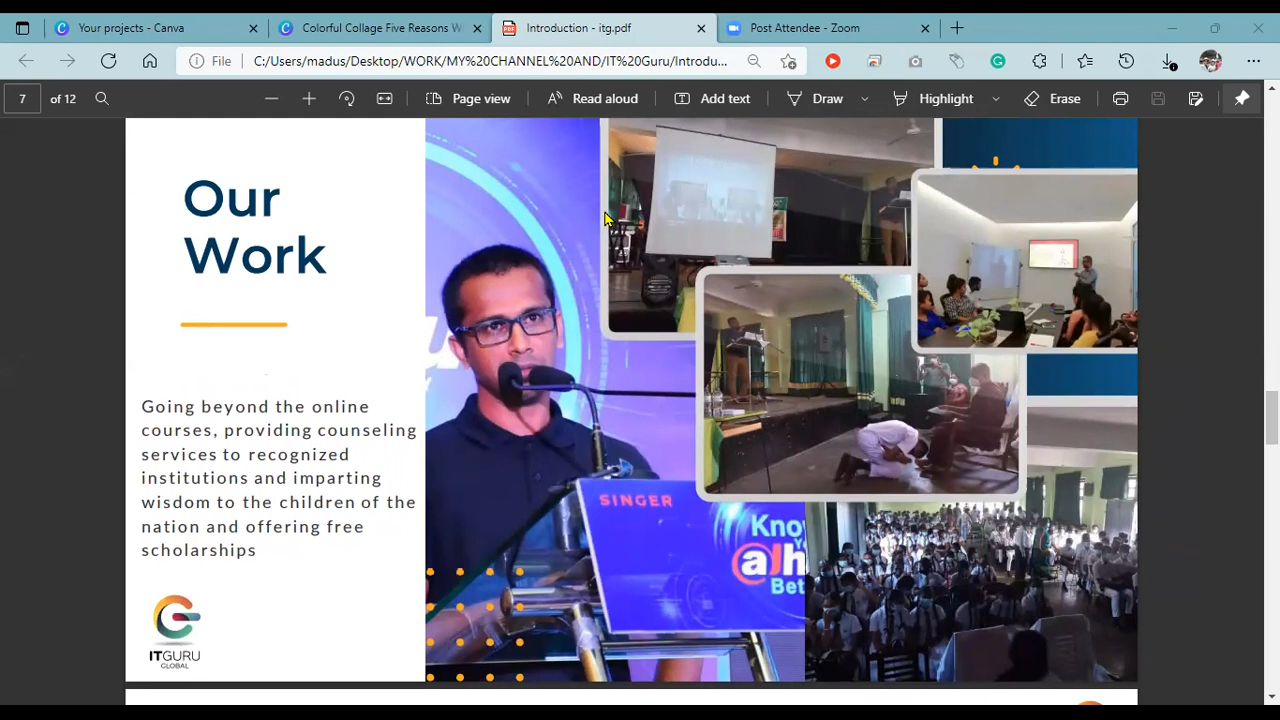 Your projects - Canva
Colorful Collage Five Reasons W
Introduction - itg.pdf
Post Attendee - Zoom
File
C:/Users/madus/Desktop/WORK/MY%20CHANNEL%20AND/IT%20Guru/Introdu...
7 of 12
Page view
Read aloud
Add text
Draw
Highlight
Erase
Our
Work
Going beyond the online
courses, providing counseling
services to recognized
institutions and imparting
wisdom to the children of the
nation and offering free
scholarships
ITGURU
GLOBAL
SINGER
Kno
Bet